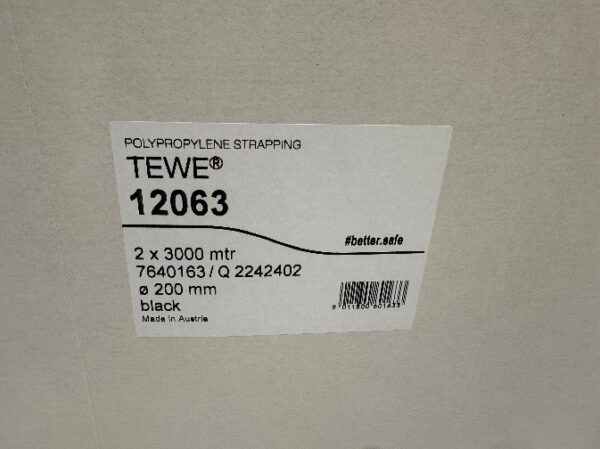 POLYPROPYLENE STRAPPING
TEWE®
12063
#better.safe
2 x 3000 mtr
7640163 / Q 2242402
ø 200 mm
black
Made in Austria